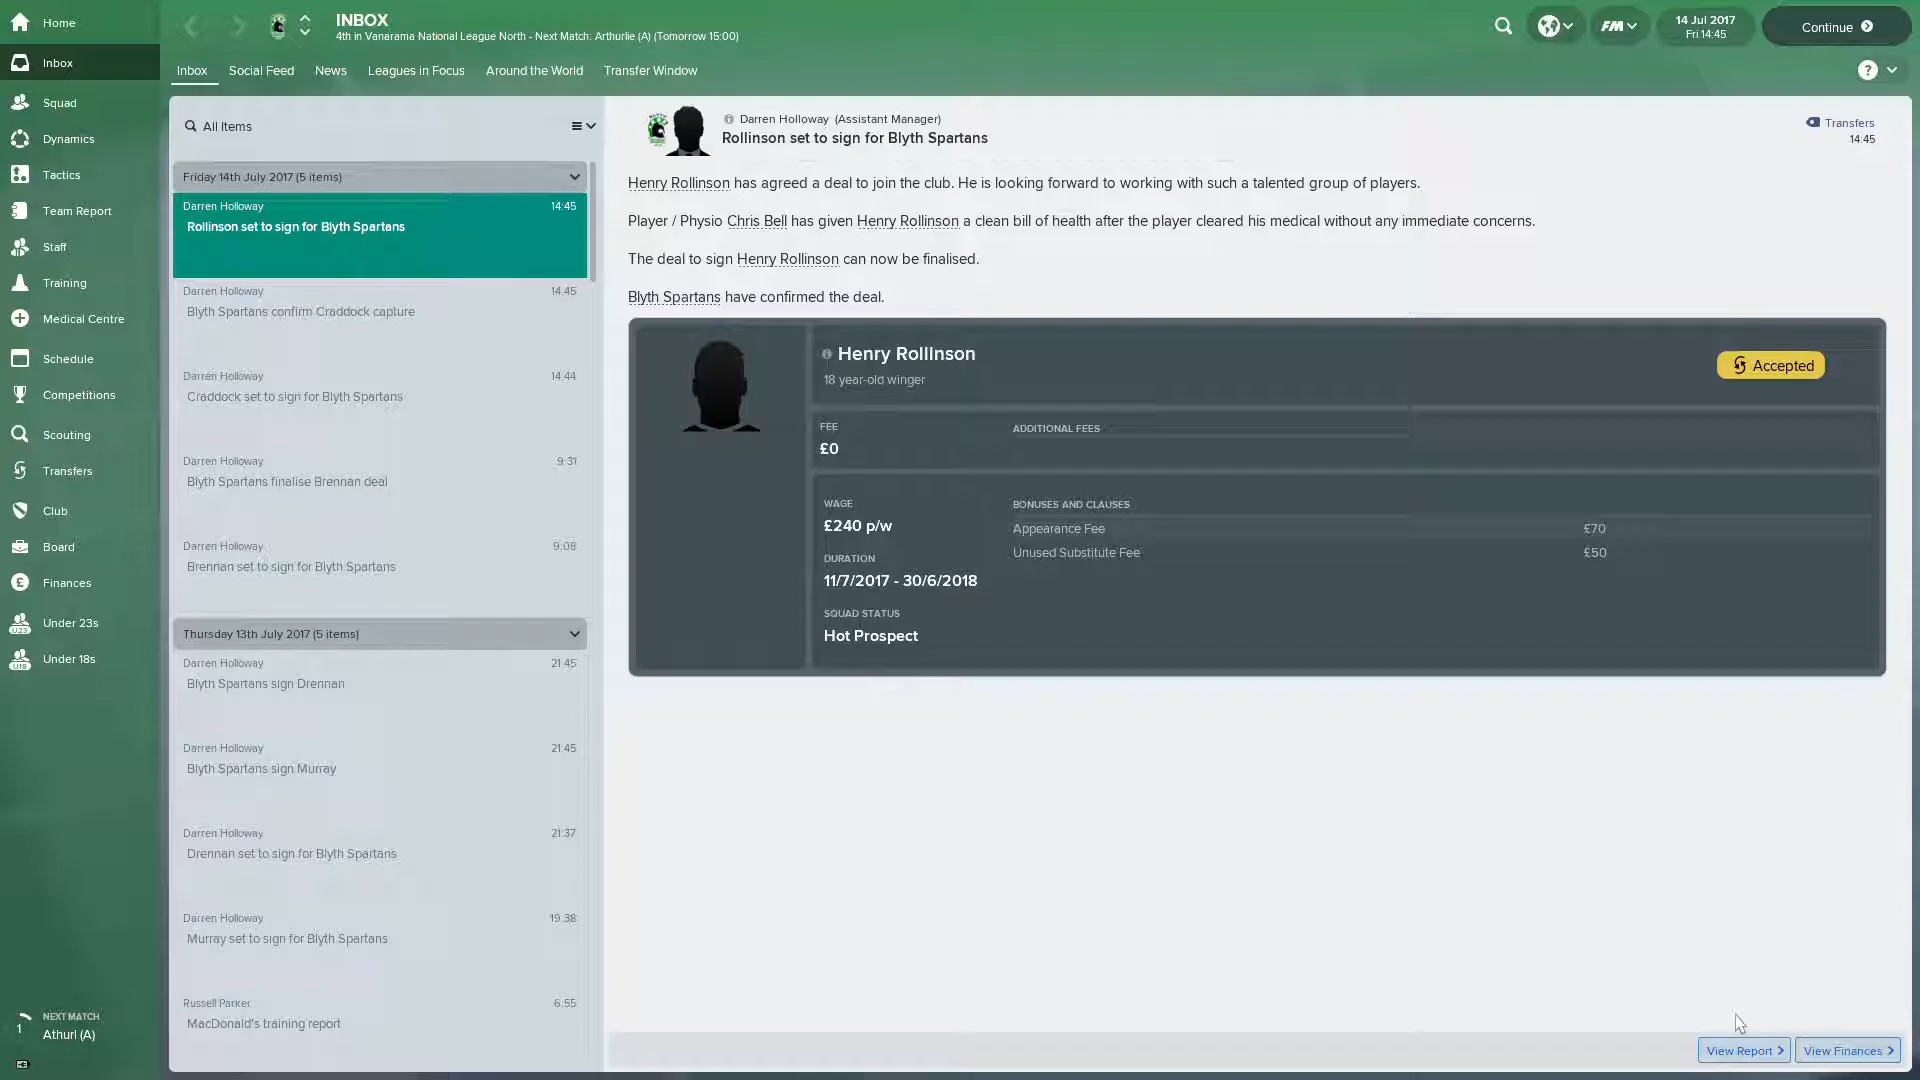 Home
Inbox
Squad
Dynamics
Tactics
Team Report
Staff
Training
Medical Centre
Schedule
Competitions
Scouting
Transfers
Club
Board
Finances
U23
Under 23s
U18
Under 18s
1
NEXT MATCH
Athurl (A)
INBOX
4th in Vanarama National League North - Next Match: Arthurlie (A) (Tomorrow 15:00)
FM
14 Jul 2017
Fri 14:45
Continue
Inbox Social Feed News Leagues in Focus Around the World Transfer Window
?
All Items
Friday 14th July 2017 (5 items)
Darren Holloway 14:45
Rollinson set to sign for Blyth Spartans
Darren Holloway 14:45
Blyth Spartans confirm Craddock capture
Darren Holloway 14:44
Craddock set to sign for Blyth Spartans
Darren Holloway 9:31
Blyth Spartans finalise Brennan deal
Darren Holloway 9:08
Brennan set to sign for Blyth Spartans
Thursday 13th July 2017 (5 items)
Darren Holloway 21:45
Blyth Spartans sign Drennan
Darren Holloway 21:45
Blyth Spartans sign Murray
Darren Holloway 21:37
Drennan set to sign for Blyth Spartans
Darren Holloway 19:38
Murray set to sign for Blyth Spartans
Russell Parker 6:55
MacDonald's training report
Darren Holloway (Assistant Manager)
Rollinson set to sign for Blyth Spartans
Transfers
14:45
Henry Rollinson has agreed a deal to join the club. He is looking forward to working with such a talented group of players.
Player / Physio Chris Bell has given Henry Rollinson a clean bill of health after the player cleared his medical without any immediate concerns.
The deal to sign Henry Rollinson can now be finalised.
Blyth Spartans have confirmed the deal.
Henry Rollinson
18 year-old winger
Accepted
FEE
£0
ADDITIONAL FEES
WAGE
£240 p/w
DURATION
11/7/2017 - 30/6/2018
SQUAD STATUS
Hot Prospect
BONUSES AND CLAUSES
Appearance Fee £70
Unused Substitute Fee £50
View Report
View Finances